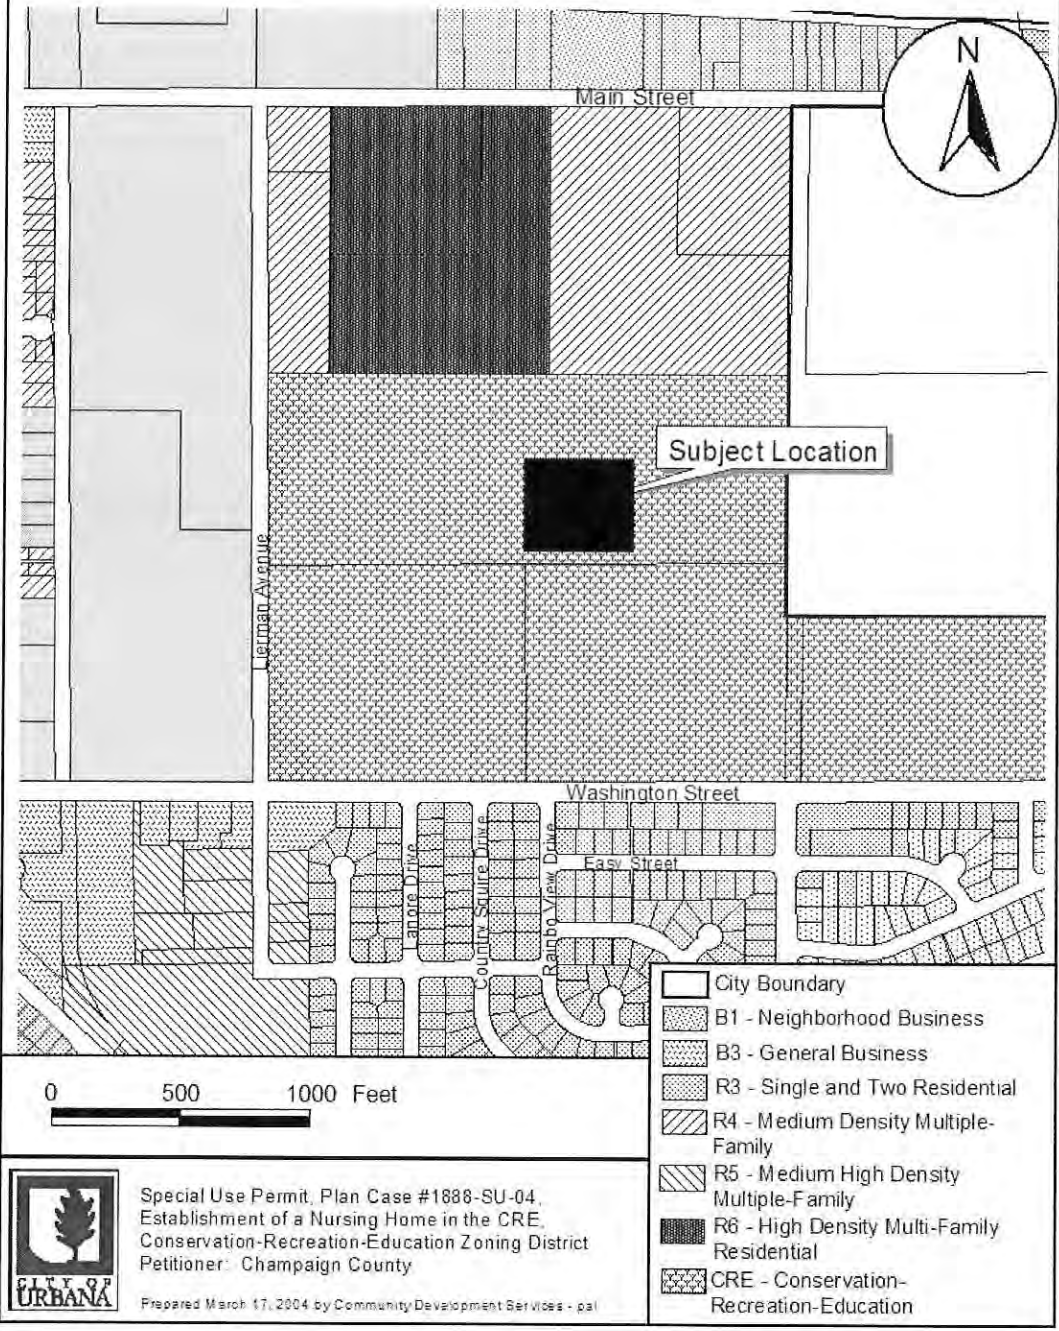 N
Main Street
Subject Location
Lierman Avenue
Washington Street
Easy Street
Lanore Drive
Country Squire Drive
Rainbo View Drive
City Boundary
B1 - Neighborhood Business
B3 - General Business
R3 - Single and Two Residential
R4 - Medium Density Multiple-
Family
R5 - Medium High Density
Multiple-Family
R6 - High Density Multi-Family
Residential
CRE - Conservation-
Recreation-Education
0 500 1000 Feet
CITY OF
URBANA
Special Use Permit, Plan Case #1888-SU-04,
Establishment of a Nursing Home in the CRE,
Conservation-Recreation-Education Zoning District
Petitioner: Champaign County
Prepared March 17, 2004 by Community Development Services - pal